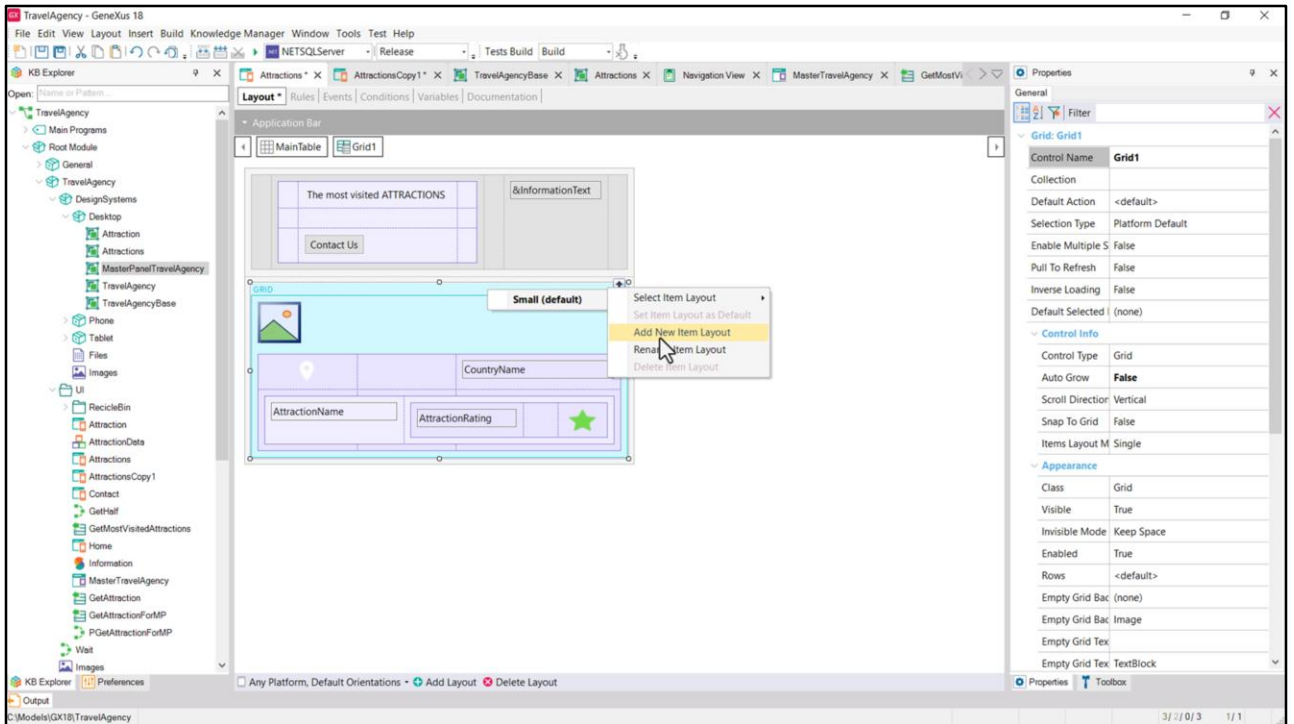 TravelAgency - GeneXus 18
File Edit View Layout Insert Build Knowledge Manager Window Tools Test Help
NETSQLServer Release Tests Build Build
KB Explorer
Open: Name or Pattern...
TravelAgency
Main Programs
Root Module
General
TravelAgency
DesignSystems
Desktop
Attraction
Attractions
MasterPanelTravelAgency
TravelAgency
TravelAgencyBase
Phone
Tablet
Files
Images
UI
RecicleBin
Attraction
AttractionData
Attractions
AttractionsCopy1
Contact
GetHalf
GetMostVisitedAttractions
Home
Information
MasterTravelAgency
GetAttraction
GetAttractionForMP
PGetAttractionForMP
Wait
Images
KB Explorer Preferences
Output
C:\Models\GX18\TravelAgency
Attractions * X AttractionsCopy1 * X TravelAgencyBase X Attractions X Navigation View X MasterTravelAgency X GetMostVi
Layout * | Rules | Events | Conditions | Variables | Documentation |
Application Bar
MainTable Grid1
The most visited ATTRACTIONS
&InformationText
Contact Us
GRID
Small (default)
Select Item Layout
Set Item Layout as Default
Add New Item Layout
Item Layout
Delete Item Layout
CountryName
AttractionName
AttractionRating
Any Platform, Default Orientations Add Layout Delete Layout
Properties
General
Filter
Grid: Grid1
Control Name Grid1
Collection
Default Action <default>
Selection Type Platform Default
Enable Multiple S False
Pull To Refresh False
Inverse Loading False
Default Selected (none)
Control Info
Control Type Grid
Auto Grow False
Scroll Direction Vertical
Snap To Grid False
Items Layout M Single
Appearance
Class Grid
Visible True
Invisible Mode Keep Space
Enabled True
Rows <default>
Empty Grid Bac (none)
Empty Grid Bac Image
Empty Grid Tex
Empty Grid Tex TextBlock
Properties Toolbox
3/ 2/ 0/ 3 1/ 1